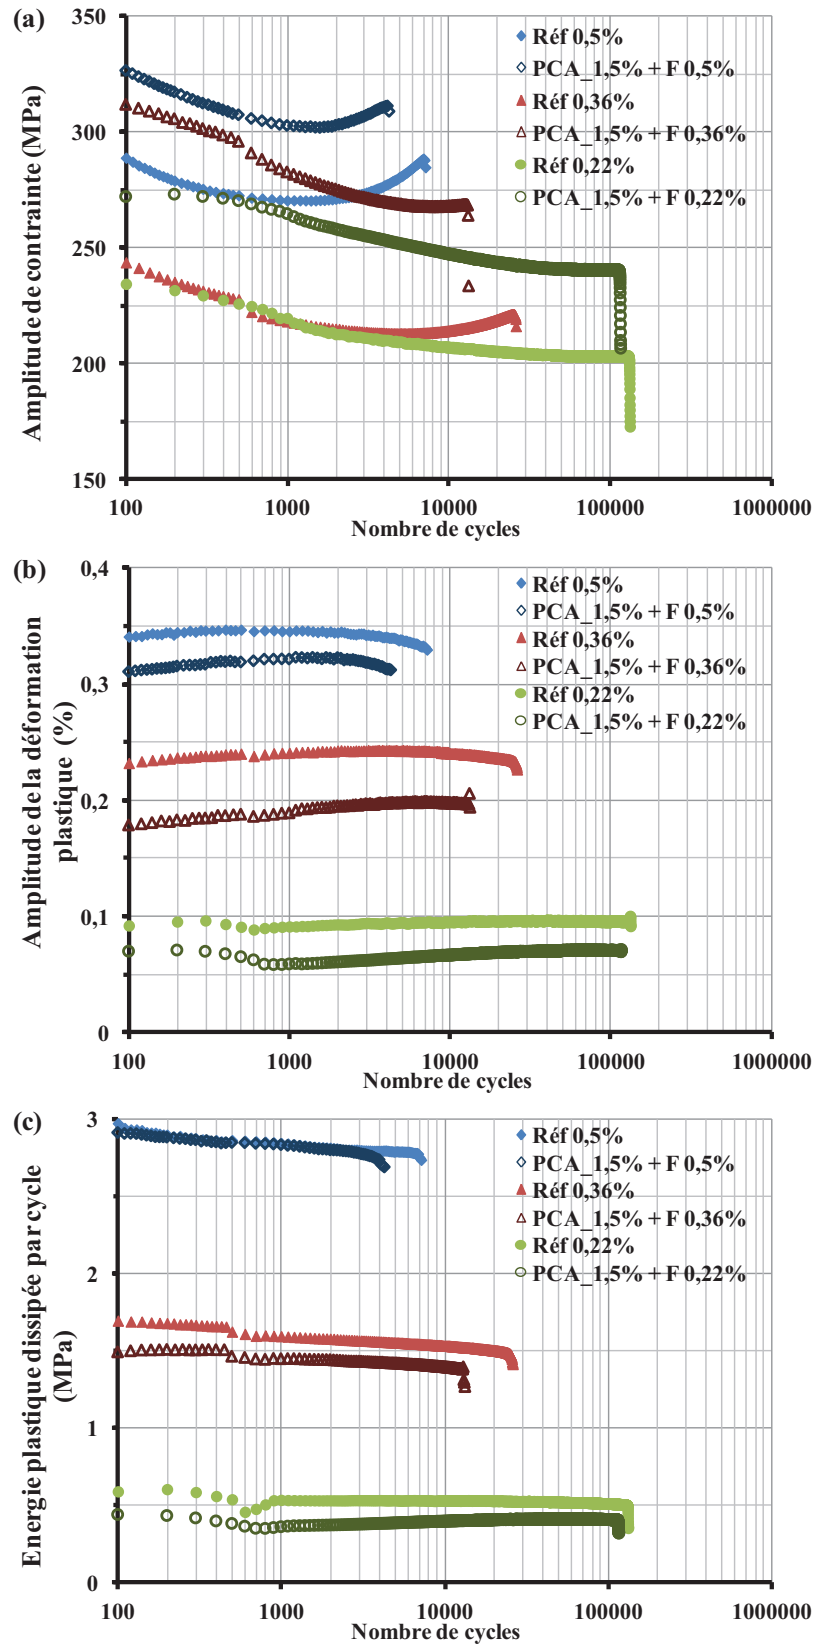 (a)
350
300
250
200
150
Amplitude de contrainte (MPa)
Réf 0,5%
PCA_1,5% + F 0,5%
Réf 0,36%
PCA_1,5% + F 0,36%
Réf 0,22%
PCA_1,5% + F 0,22%
100 1000 10000 100000 1000000
Nombre de cycles
(b)
0,4
0,3
0,2
0,1
0
Amplitude de la déformation
plastique (%)
Réf 0,5%
PCA_1,5% + F 0,5%
Réf 0,36%
PCA_1,5% + F 0,36%
Réf 0,22%
PCA_1,5% + F 0,22%
100 1000 10000 100000 1000000
Nombre de cycles
(c)
3
2
1
0
Energie plastique dissipée par cycle
(MPa)
Réf 0,5%
PCA_1,5% + F 0,5%
Réf 0,36%
PCA_1,5% + F 0,36%
Réf 0,22%
PCA_1,5% + F 0,22%
100 1000 10000 100000 1000000
Nombre de cycles